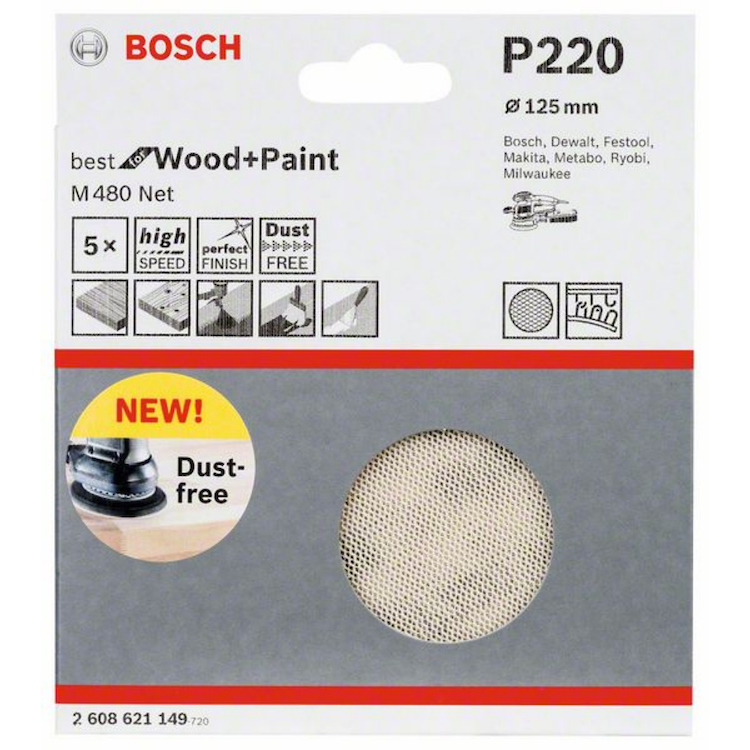 BOSCH
P220
Ø 125 mm
Bosch, Dewalt, Festool,
Makita, Metabo, Ryobi,
Milwaukee
best for Wood+Paint
M 480 Net
5×
high
SPEED
perfect
FINISH
Dust
FREE
NEW!
Dust-
free
2 608 621 149-720